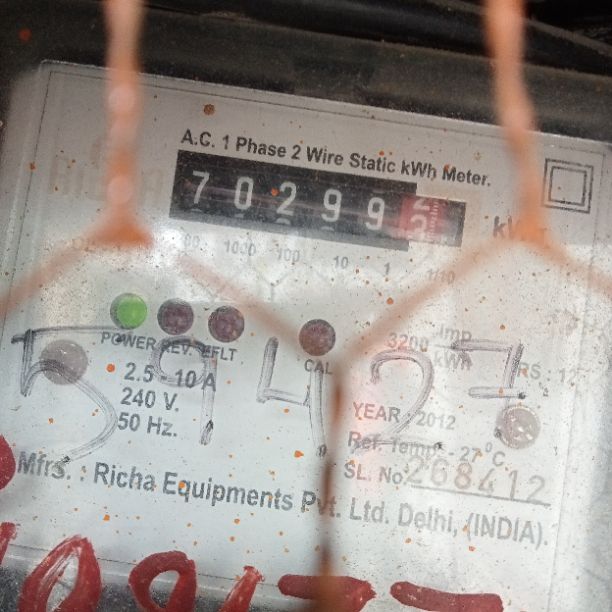 A.C. 1 Phase 2 Wire Static kWh Meter.
70299
1000 100 10 1 1/10
3200 imp
kWh
POWER REV. EFLT CAL
2.5 - 10 A
240 V.
50 Hz.
59427
YEAR : 2012
Ref. Temp. - 27°C
SL. No. 268412
Mfrs. : Richa Equipments Pvt. Ltd. Delhi, (INDIA).